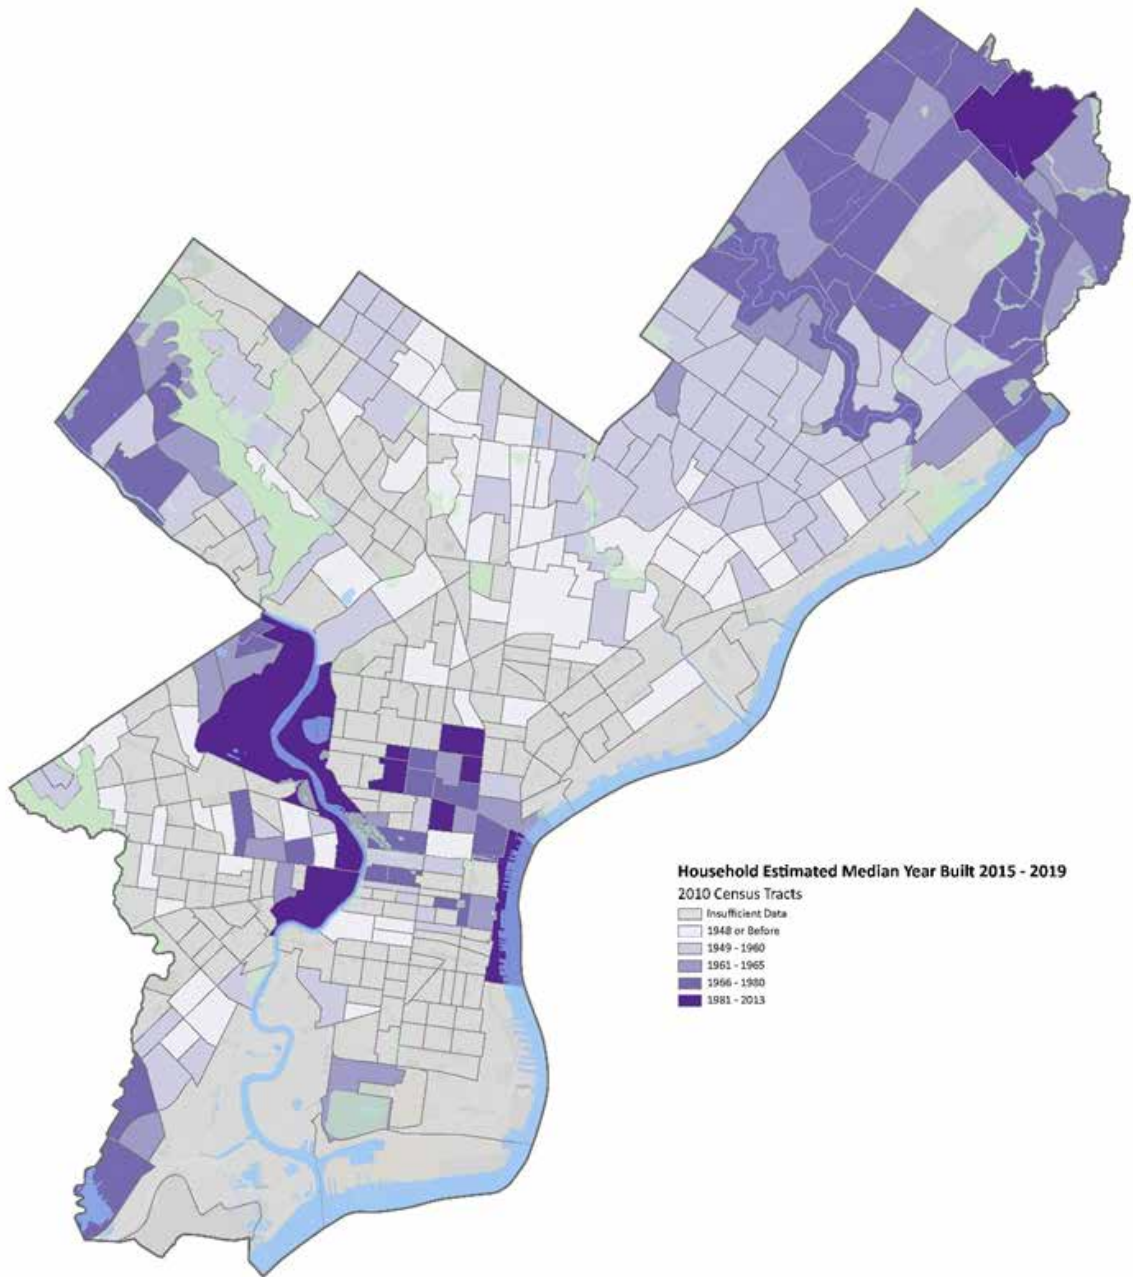 Household Estimated Median Year Built 2015 - 2019
2010 Census Tracts
Insufficient Data
1948 or Before
1949 - 1960
1961 - 1965
1966 - 1980
1981 - 2013